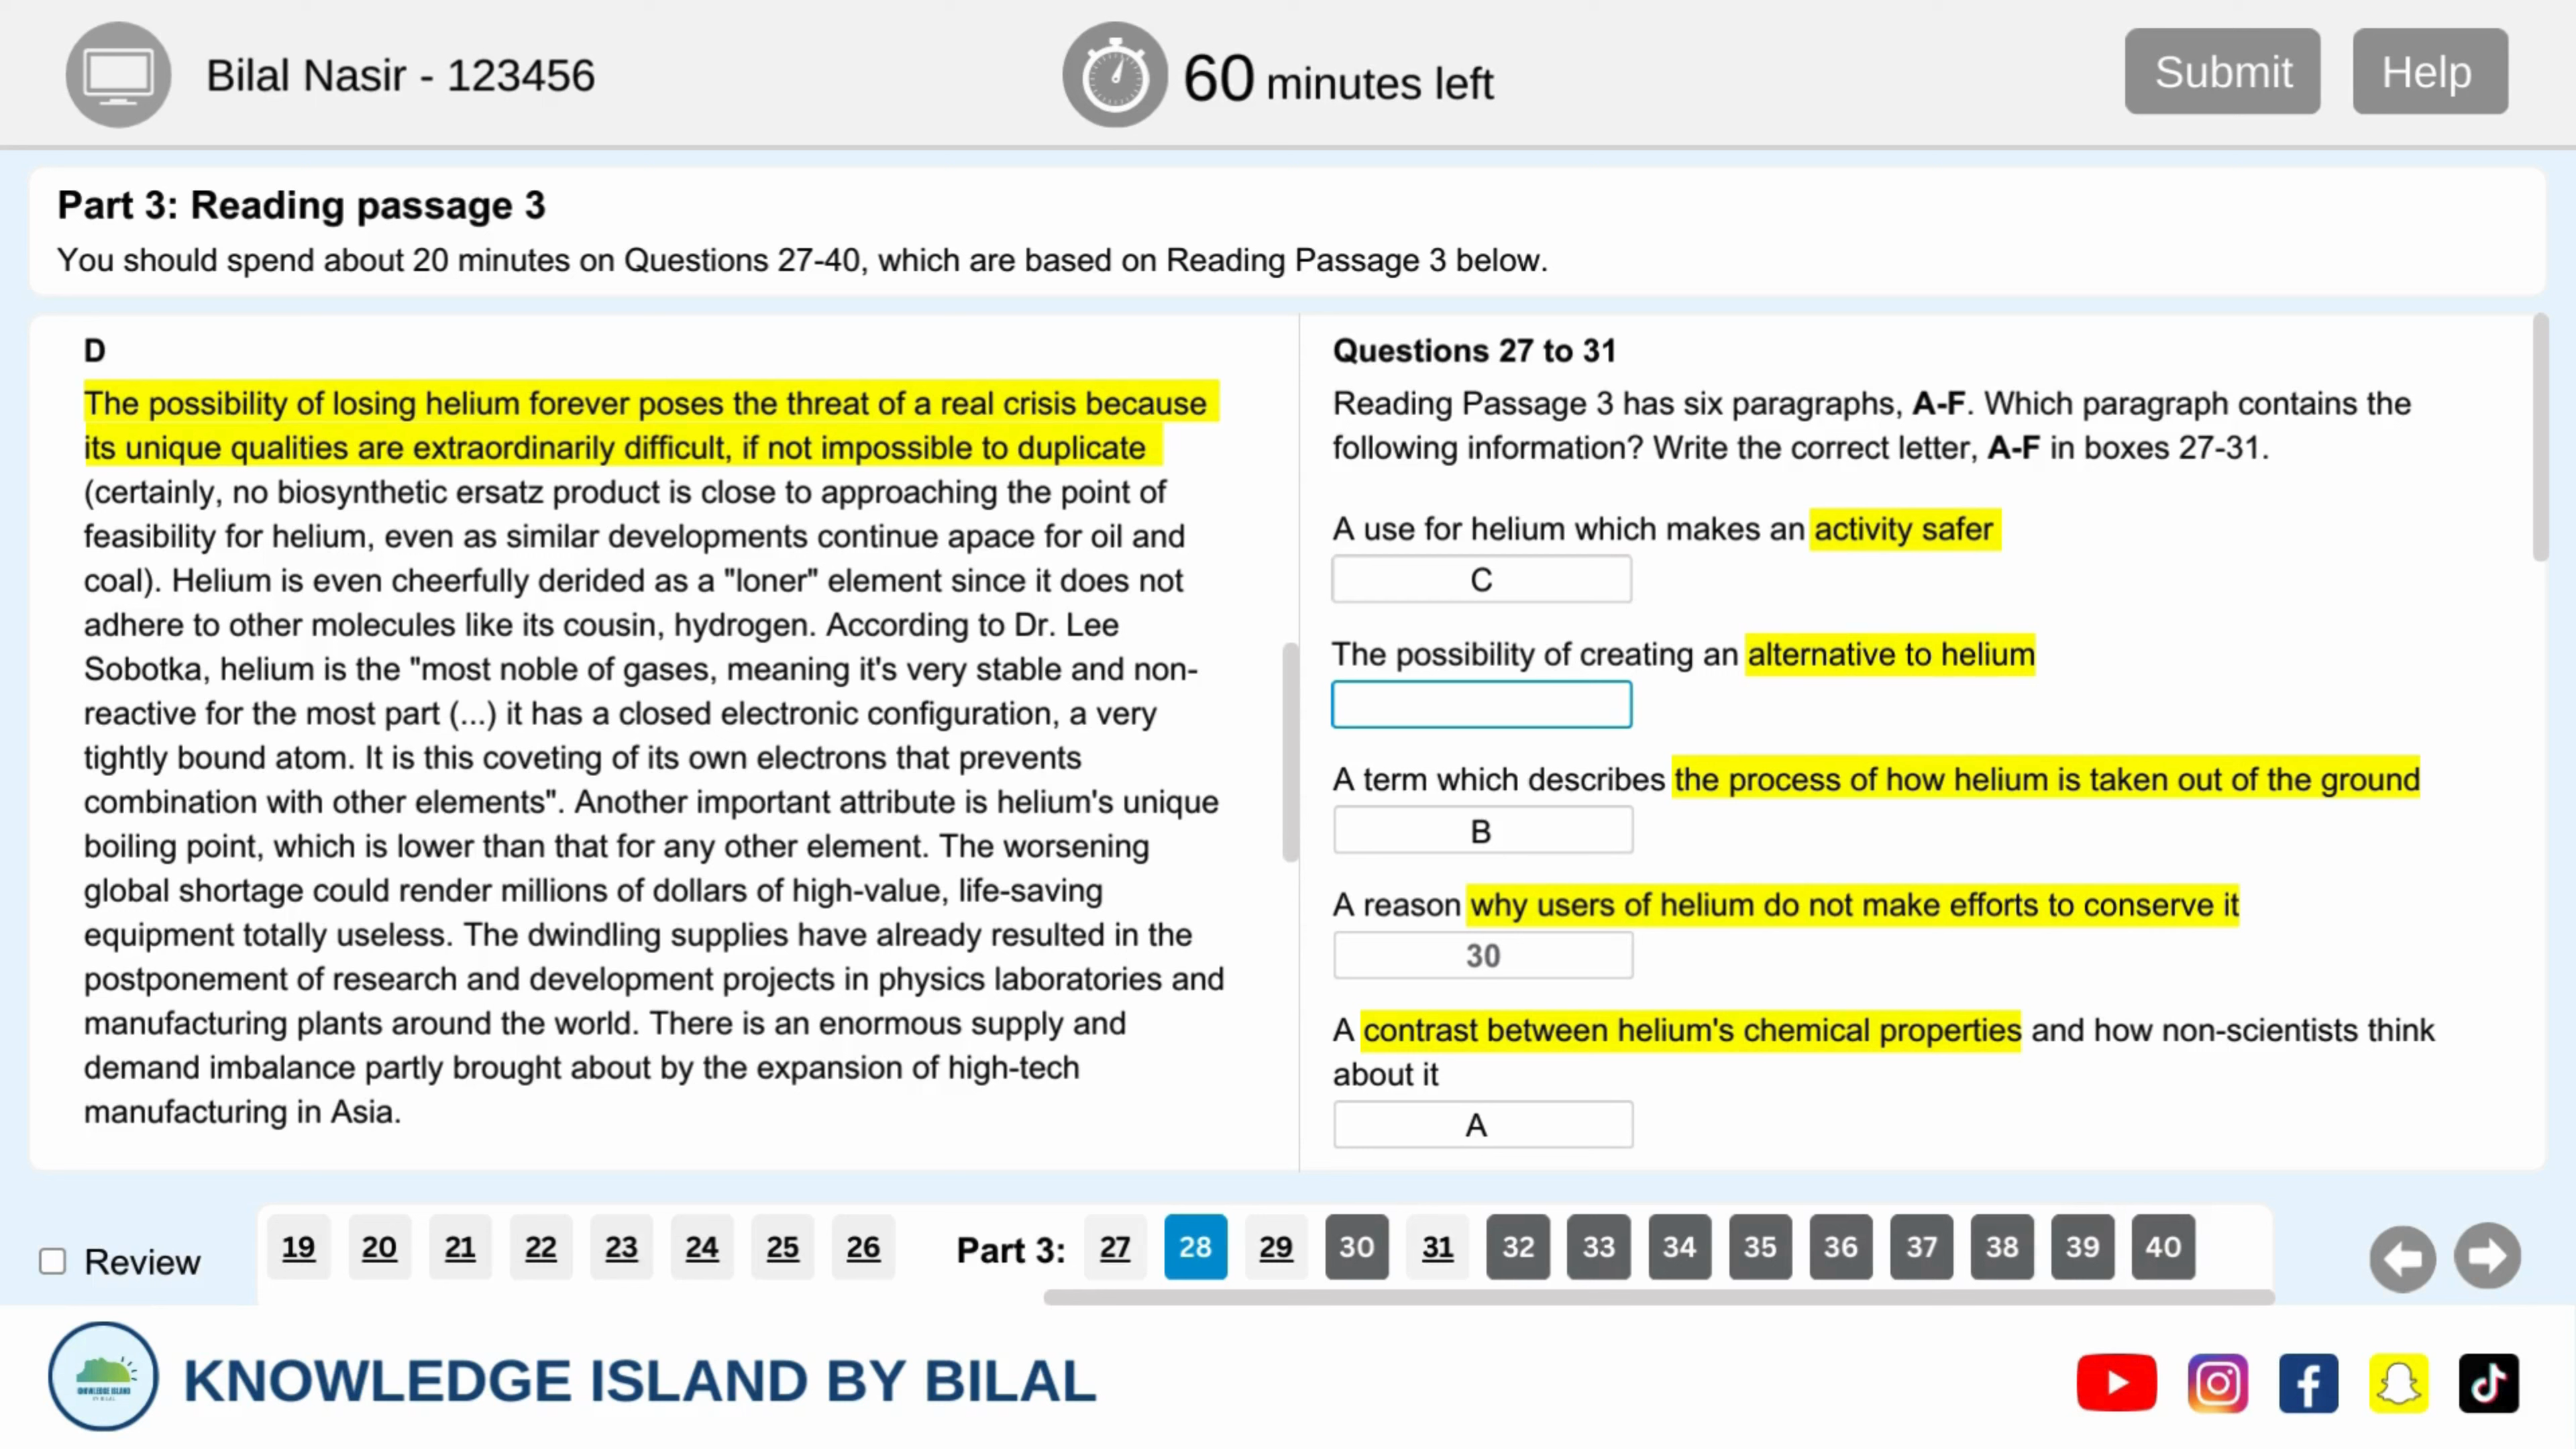 Bilal Nasir - 123456
60 minutes left
Submit
Help
Part 3: Reading passage 3
You should spend about 20 minutes on Questions 27-40, which are based on Reading Passage 3 below.
D
The possibility of losing helium forever poses the threat of a real crisis because
its unique qualities are extraordinarily difficult, if not impossible to duplicate
(certainly, no biosynthetic ersatz product is close to approaching the point of
feasibility for helium, even as similar developments continue apace for oil and
coal). Helium is even cheerfully derided as a "loner" element since it does not
adhere to other molecules like its cousin, hydrogen. According to Dr. Lee
Sobotka, helium is the "most noble of gases, meaning it's very stable and non-
reactive for the most part (...) it has a closed electronic configuration, a very
tightly bound atom. It is this coveting of its own electrons that prevents
combination with other elements". Another important attribute is helium's unique
boiling point, which is lower than that for any other element. The worsening
global shortage could render millions of dollars of high-value, life-saving
equipment totally useless. The dwindling supplies have already resulted in the
postponement of research and development projects in physics laboratories and
manufacturing plants around the world. There is an enormous supply and
demand imbalance partly brought about by the expansion of high-tech
manufacturing in Asia.
Questions 27 to 31
Reading Passage 3 has six paragraphs, A-F. Which paragraph contains the
following information? Write the correct letter, A-F in boxes 27-31.
A use for helium which makes an activity safer
C
The possibility of creating an alternative to helium
A term which describes the process of how helium is taken out of the ground
B
A reason why users of helium do not make efforts to conserve it
30
A contrast between helium's chemical properties and how non-scientists think
about it
A
Review
19 20 21 22 23 24 25 26 Part 3: 27 28 29 30 31 32 33 34 35 36 37 38 39 40
KNOWLEDGE ISLAND
BY BILAL
KNOWLEDGE ISLAND BY BILAL